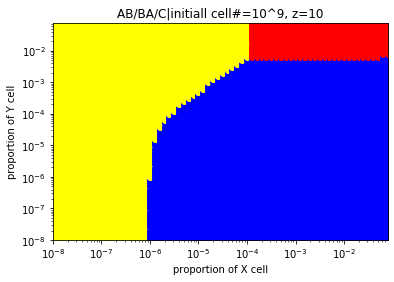 AB/BA/C|initiall cell#=10^9, z=10
proportion of Y cell
10⁻²
10⁻³
10⁻⁴
10⁻⁵
10⁻⁶
10⁻⁷
10⁻⁸
10⁻⁸ 10⁻⁷ 10⁻⁶ 10⁻⁵ 10⁻⁴ 10⁻³ 10⁻²
proportion of X cell